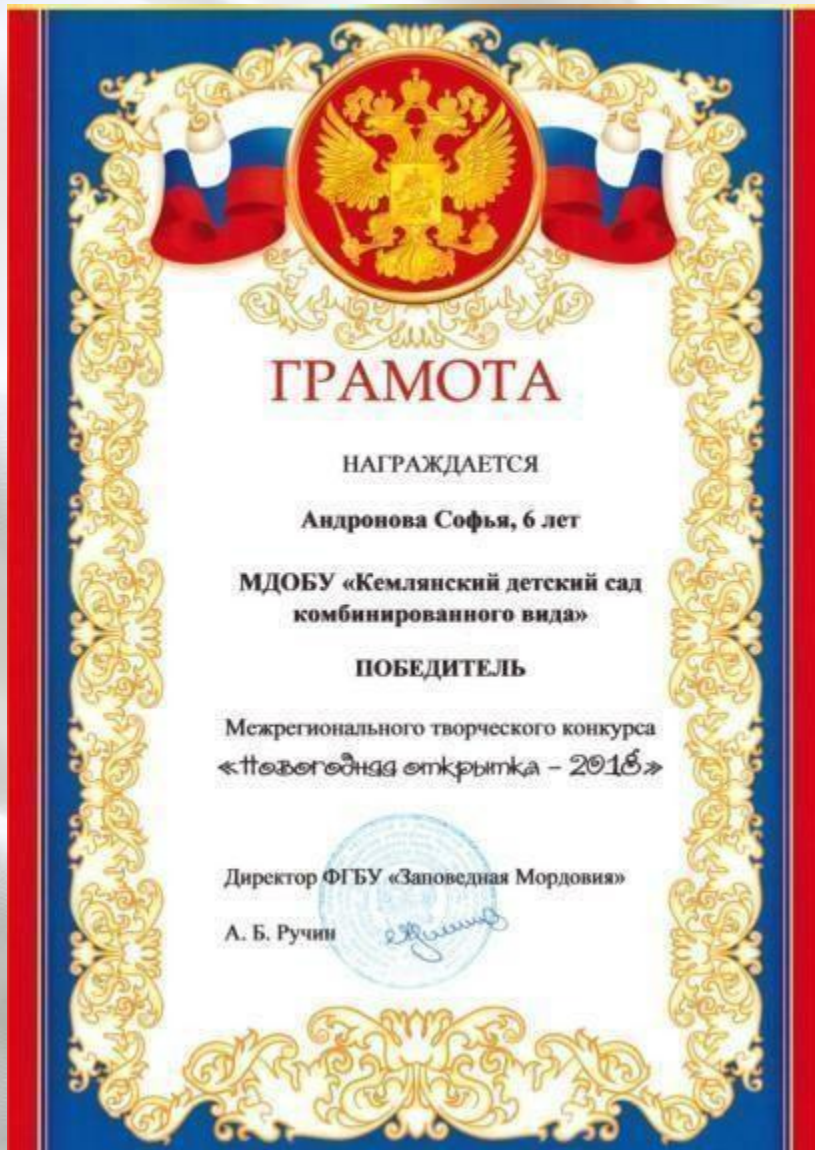 ГРАМОТА
НАГРАЖДАЕТСЯ
Андронова Софья, 6 лет
МДОБУ «Кемлянский детский сад
комбинированного вида»
ПОБЕДИТЕЛЬ
Межрегионального творческого конкурса
«Новогодняя открытка – 2018»
Директор ФГБУ «Заповедная Мордовия»
А. Б. Ручин